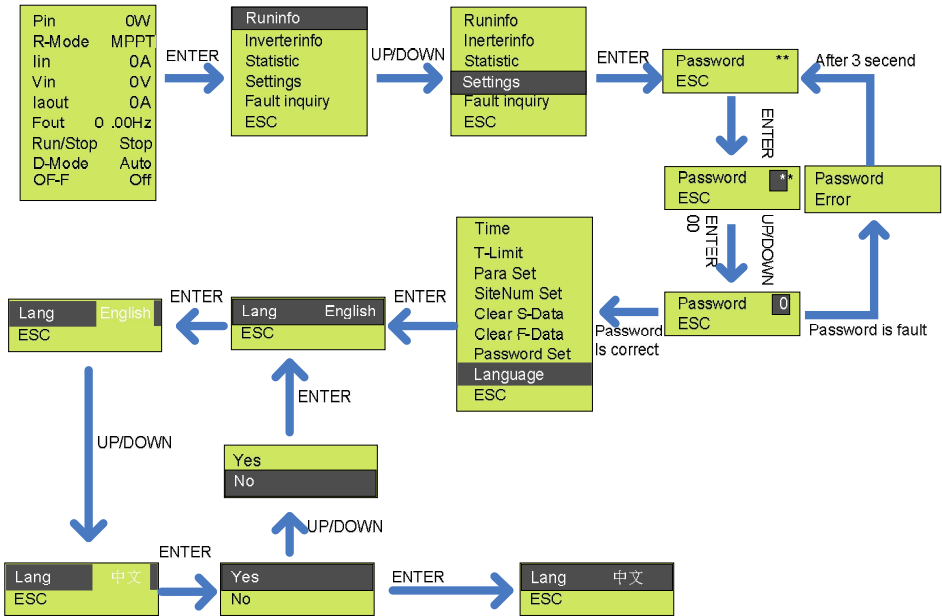 Pin 0W
R-Mode MPPT
Iin 0A
Vin 0V
Iaout 0A
Fout 0 .00Hz
Run/Stop Stop
D-Mode Auto
OF-F Off
ENTER
Runinfo
Inverterinfo
Statistic
Settings
Fault inquiry
ESC
UP/DOWN
Runinfo
Inerterinfo
Statistic
Settings
Fault inquiry
ESC
ENTER
Password **
ESC
After 3 secend
ENTER
Password **
ESC
Password
Error
UP/DOWN
ENTER
00
Password 0
ESC
Password is fault
Password
Is correct
Time
T-Limit
Para Set
SiteNum Set
Clear S-Data
Clear F-Data
Password Set
Language
ESC
ENTER
Lang English
ESC
ENTER
Lang English
ESC
UP/DOWN
Lang 中文
ESC
ENTER
Yes
No
UP/DOWN
Yes
No
ENTER
ENTER
Lang 中文
ESC